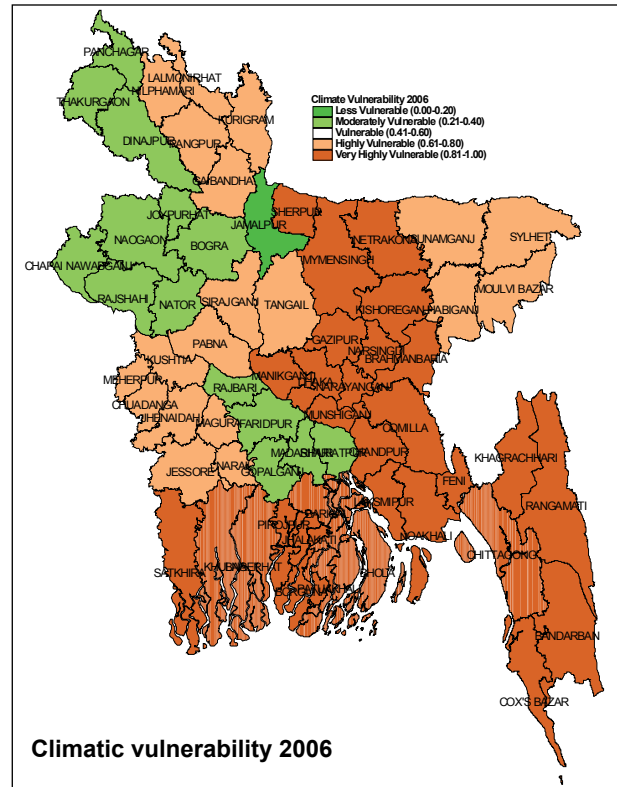 PANCHAGAR
LALMONIRHAT
NILPHAMARI
THAKURGAON
KURIGRAM
DINAJPUR
RANGPUR
GAIBANDHA
Climatic Vulnerability 2006
Less Vulnerable (0.00-0.20)
Moderately Vulnerable (0.21-0.40)
Vulnerable (0.41-0.60)
Highly Vulnerable (0.61-0.80)
Very Highly Vulnerable (0.81-1.00)
JOYPURHAT
SHERPUR
JAMALPUR
NAOGAON
BOGRA
NETRAKONA
SUNAMGANJ
SYLHET
MYMENSINGH
CHAPAI NAWABGANJ
MOULVI BAZAR
RAJSHAHI
NATOR
SIRAJGANJ
TANGAIL
KISHOREGANJ
HABIGANJ
PABNA
GAZIPUR
NARSINGDI
KUSHTIA
BRAHMANBARIA
MEHERPUR
MANIKGANJ
DHAKA
NARAYANGANJ
RAJBARI
CHUADANGA
JHENAIDAH
MAGURA
FARIDPUR
MUNSHIGANJ
COMILLA
MADARIPUR
CHANDPUR
KHAGRACHHARI
JESSORE
NARAIL
GOPALGANJ
FENI
LAKSMIPUR
RANGAMATI
PIROJPUR
JHALAKATI
NOAKHALI
CHITTAGONG
SATKHIRA
BHOLA
BANDARBAN
COX'S BAZAR
Climatic vulnerability 2006